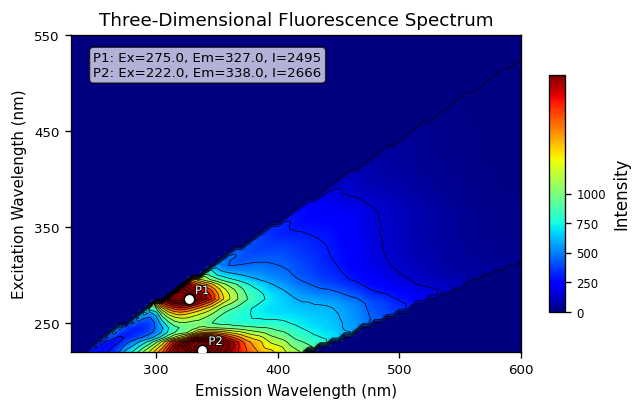 Three-Dimensional Fluorescence Spectrum
P1: Ex=275.0, Em=327.0, I=2495
P2: Ex=222.0, Em=338.0, I=2666
550
450
350
250
Excitation Wavelength (nm)
P1
P2
300
400
500
600
Emission Wavelength (nm)
1000
750
500
250
0
Intensity